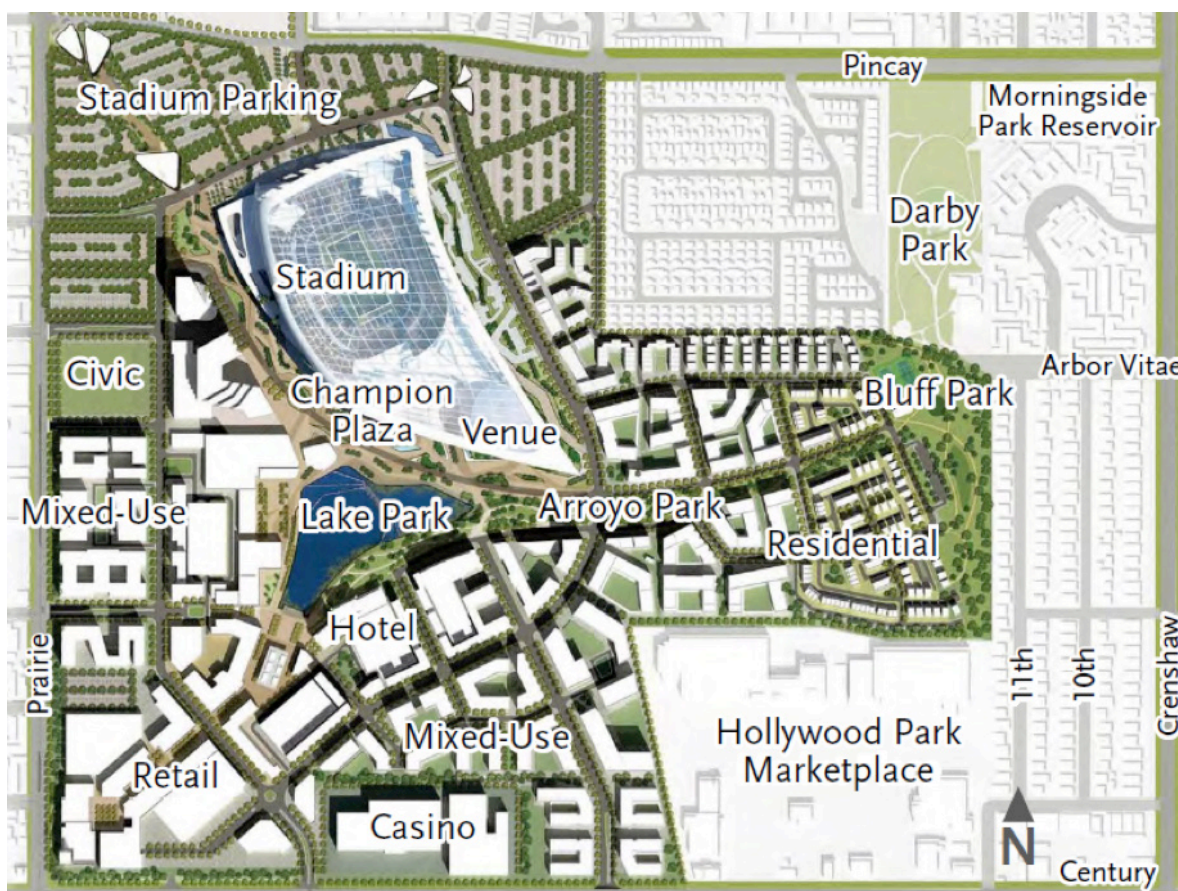 Pincay
Stadium Parking
Morningside
Park Reservoir
Darby
Park
Stadium
Civic
Arbor Vitae
Champion
Plaza
Bluff Park
Venue
Mixed-Use
Lake Park
Arroyo Park
Residential
Hotel
Prairie
11th
10th
Crenshaw
Mixed-Use
Hollywood Park
Marketplace
Retail
Casino
N
Century